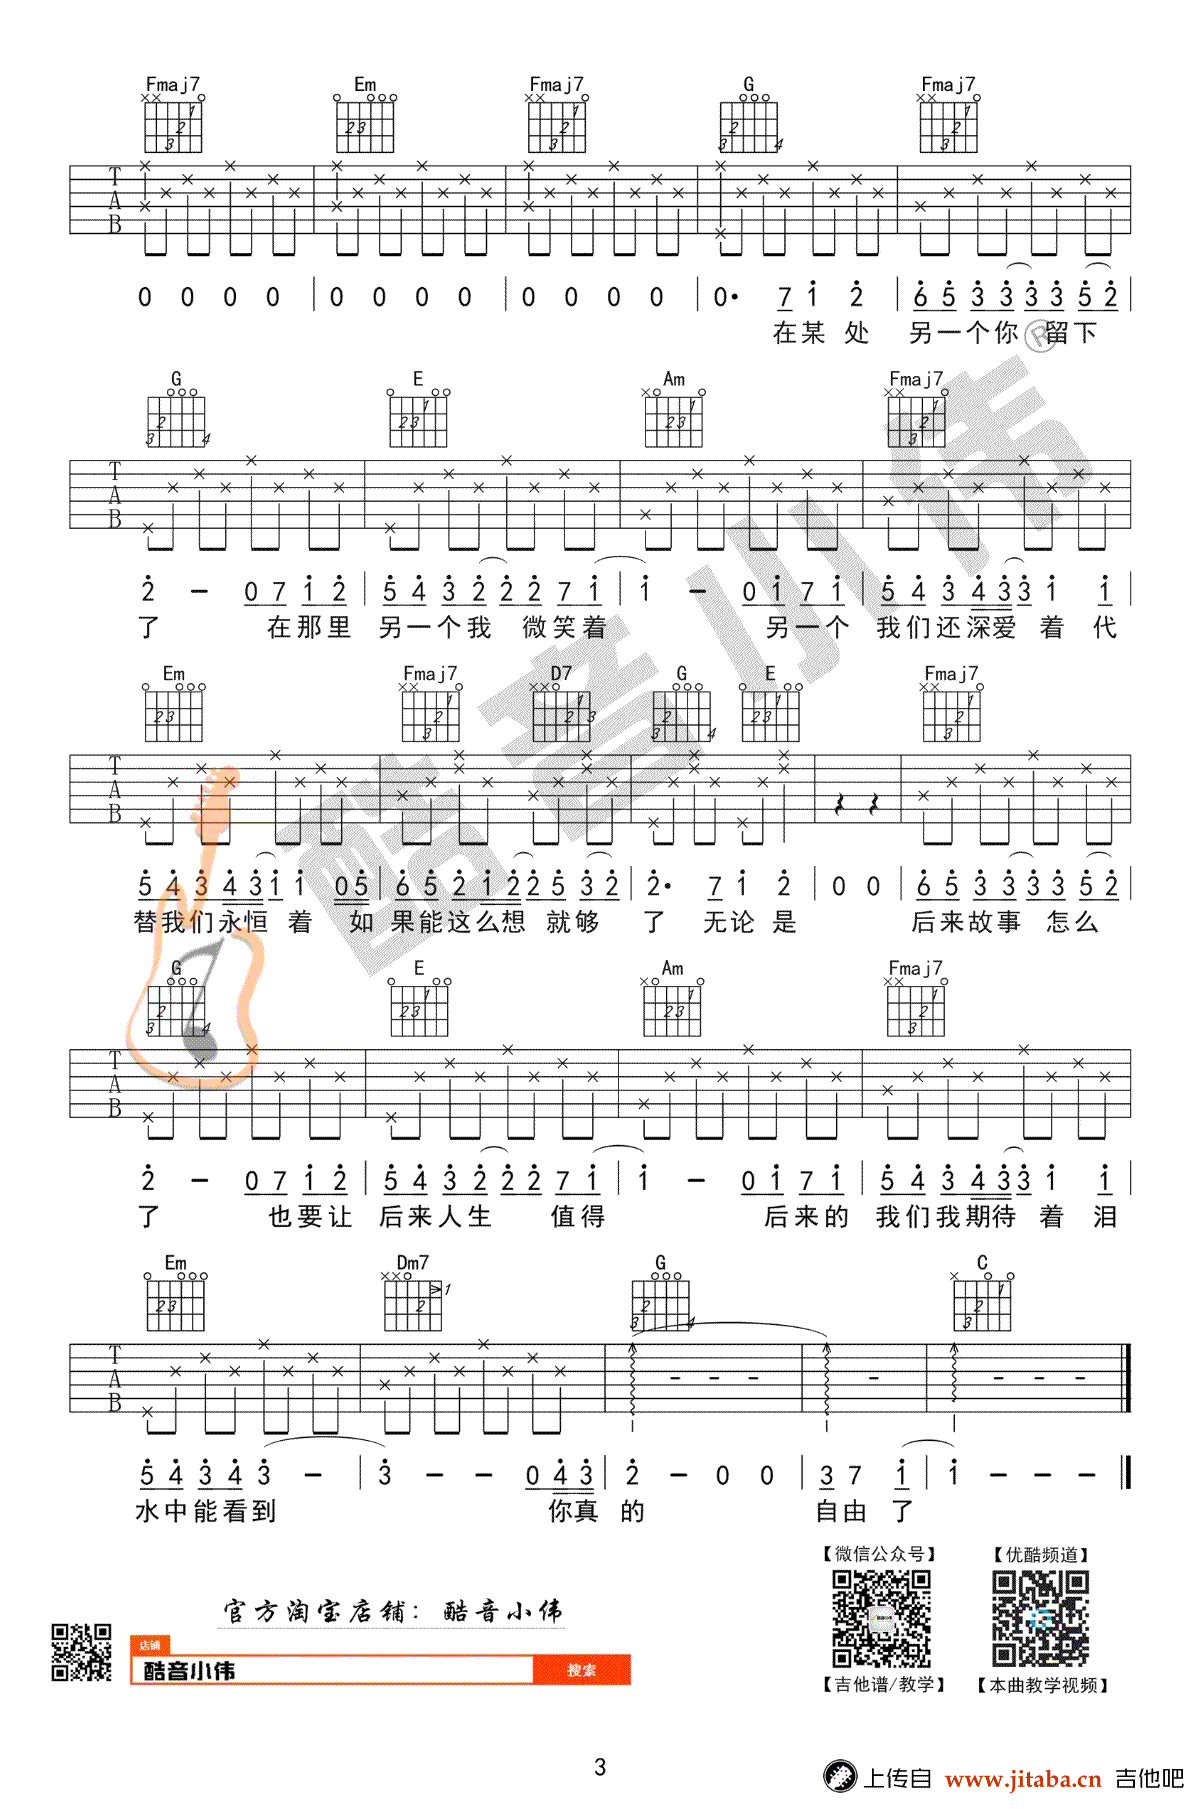 Fmaj7 Em Fmaj7 G Fmaj7
T A B
0 0 0 0 | 0 0 0 0 | 0 0 0 0 | 0· 7 1 2 | 6 5 3 3 3 3 5 2 |
在某处 另一个你 留下
G E Am Fmaj7
T A B
2 – 0 7 1 2 | 5 4 3 2 2 2 7 1 | 1 – 0 1 7 1 | 5 4 3 4 3 3 1 1 |
了 在那里 另一个我 微笑着 另一个 我们还深爱着代
Em Fmaj7 D7 G E Fmaj7
T A B
5 4 3 4 3 1 1 0 5 | 6 5 2 1 2 2 5 3 2 | 2· 7 1 2 | 0 0 | 6 5 3 3 3 3 5 2 |
替我们永恒着 如 果能这么想 就够 了 无论是 后来故事 怎么
G E Am Fmaj7
T A B
2 – 0 7 1 2 | 5 4 3 2 2 2 7 1 | 1 – 0 1 7 1 | 5 4 3 4 3 3 1 1 |
了 也要让 后来人生 值得 后来的 我们我期待着泪
Em Dm7 G C
T A B
5 4 3 4 3 – | 3 – – 0 4 3 | 2 – 0 0 | 3 7 1 | 1 – – –
水中能看到 你真的 自由了
酷音小伟®
【微信公众号】 【优酷频道】
官方淘宝店铺：酷音小伟
店铺
酷音小伟 搜索
【吉他谱/教学】 【本曲教学视频】
3
上传自 www.jitaba.cn 吉他吧